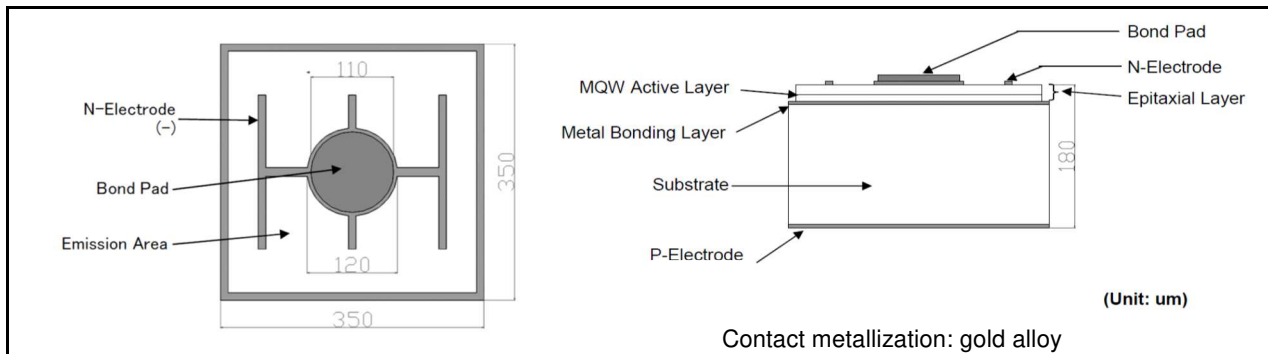 110
N-Electrode
(-)
350
Bond Pad
Emission Area
120
350
Bond Pad
N-Electrode
MQW Active Layer
Epitaxial Layer
Metal Bonding Layer
180
Substrate
P-Electrode
(Unit: um)
Contact metallization: gold alloy